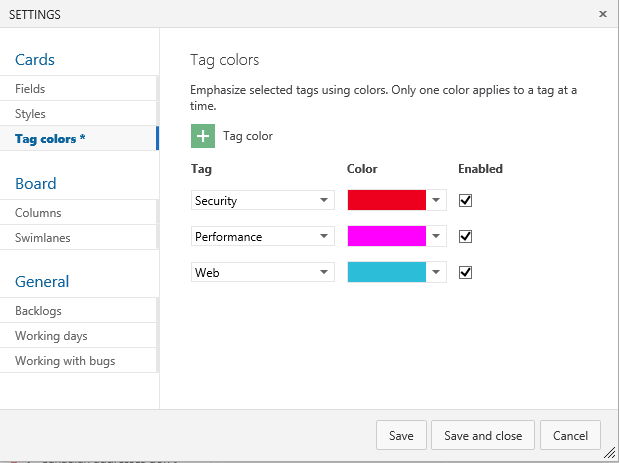 SETTINGS
Cards
Fields
Styles
Tag colors *
Board
Columns
Swimlanes
General
Backlogs
Working days
Working with bugs
Tag colors
Emphasize selected tags using colors. Only one color applies to a tag at a
time.
Tag color
Tag Color Enabled
Security
Performance
Web
Save Save and close Cancel